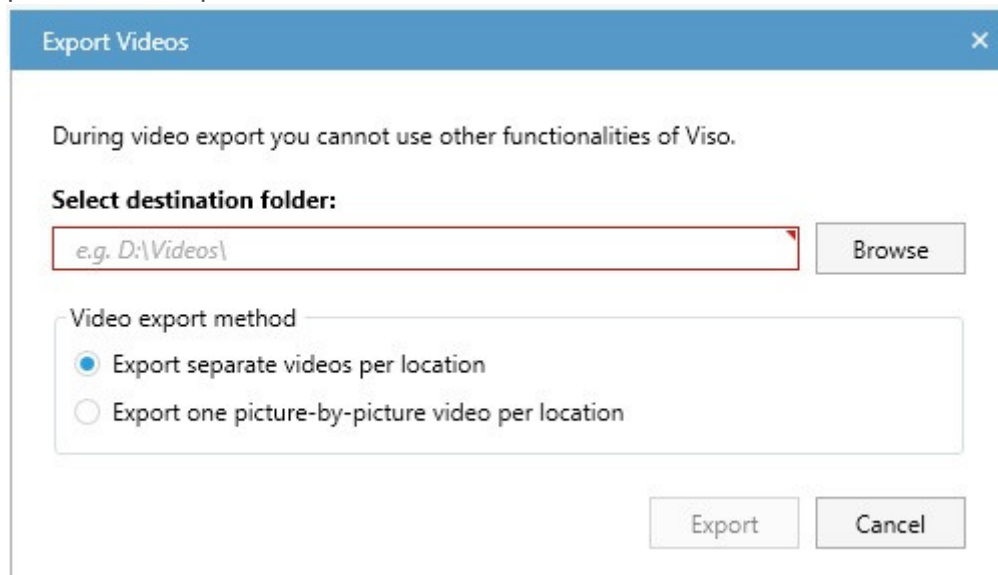 Export Videos
During video export you cannot use other functionalities of Viso.
Select destination folder:
e.g. D:\Videos\
Browse
Video export method
Export separate videos per location
Export one picture-by-picture video per location
Export
Cancel